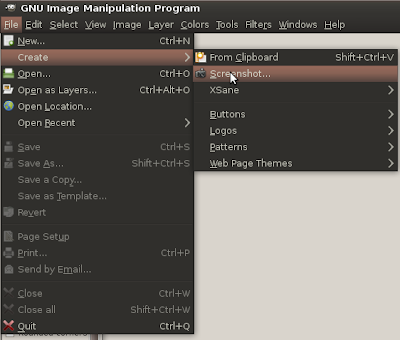 GNU Image Manipulation Program
File Edit Select View Image Layer Colors Tools Filters Windows Help
New... Ctrl+N
Create
Open... Ctrl+O
Open as Layers... Ctrl+Alt+O
Open Location...
Open Recent
Save Ctrl+S
Save As... Shift+Ctrl+S
Save a Copy...
Save as Template...
Revert
Page Setup
Print... Ctrl+P
Send by Email...
Close Ctrl+W
Close all Shift+Ctrl+W
Quit Ctrl+Q
From Clipboard Shift+Ctrl+V
Screenshot...
XSane
Buttons
Logos
Patterns
Web Page Themes